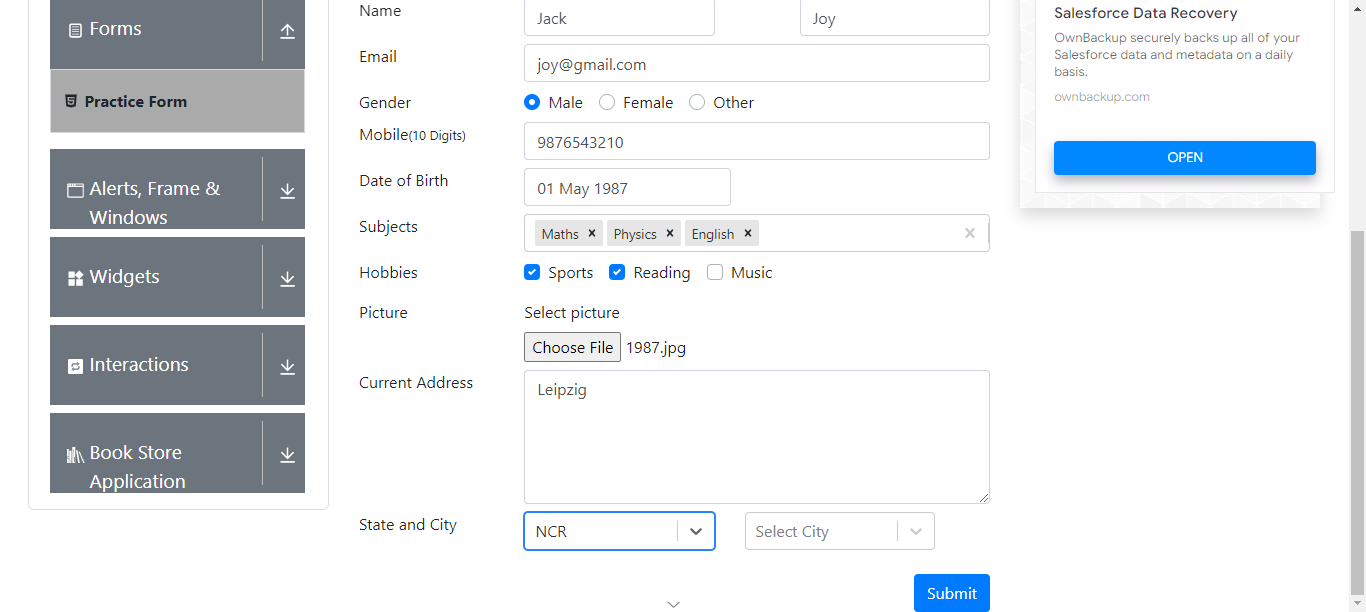 Forms
Practice Form
Alerts, Frame &
Windows
Widgets
Interactions
Book Store
Application
Name
Jack
Joy
Email
joy@gmail.com
Gender
Male Female Other
Mobile(10 Digits)
9876543210
Date of Birth
01 May 1987
Subjects
Maths × Physics × English ×
Hobbies
Sports Reading Music
Picture
Select picture
Choose File 1987.jpg
Current Address
Leipzig
State and City
NCR
Select City
Submit
Salesforce Data Recovery
OwnBackup securely backs up all of your
Salesforce data and metadata on a daily
basis.
ownbackup.com
OPEN